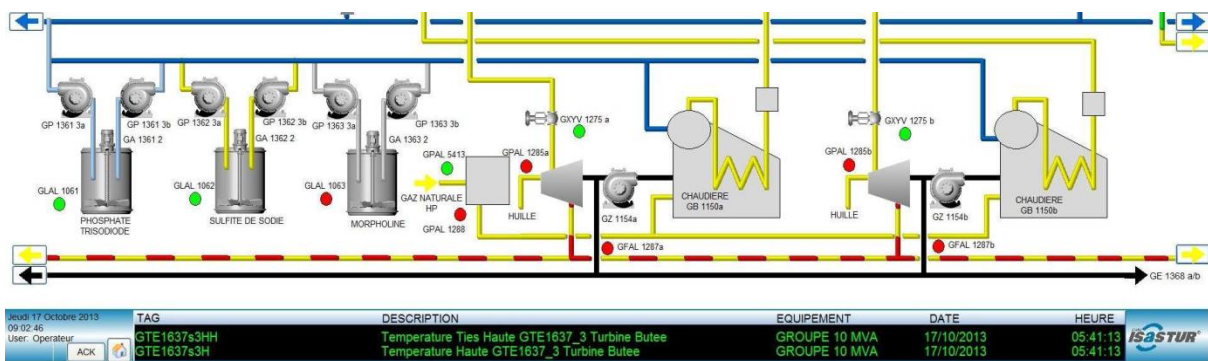 GXYV 1275 a
GXYV 1275 b
GP 1361 3a
GP 1361 3b
GP 1362 3a
GP 1362 3b
GP 1363 3a
GP 1363 3b
GA 1361 2
GA 1362 2
GA 1363 2
GPAL 5413
GPAL 1285a
GPAL 1285b
GLAL 1061
GLAL 1062
GLAL 1063
GAZ NATURALE
HP
GPAL 1288
HUILLE
GZ 1154a
CHAUDIERE
GB 1150a
HUILLE
GZ 1154b
CHAUDIERE
GB 1150b
PHOSPHATE
TRISODIODE
SULFITE DE SODIE
MORPHOLINE
GFAL 1287a
GFAL 1287b
GE 1368 a/b
Jeudi 17 Octobre 2013
09:02:46
User: Operateur
ACK
TAG DESCRIPTION EQUIPEMENT DATE HEURE
GTE1637s3HH Temperature Ties Haute GTE1637_3 Turbine Butee GROUPE 10 MVA 17/10/2013 05:41:13
GTE1637s3H Temperature Haute GTE1637_3 Turbine Butee GROUPE 10 MVA 17/10/2013 05:41:13
ISASTUR